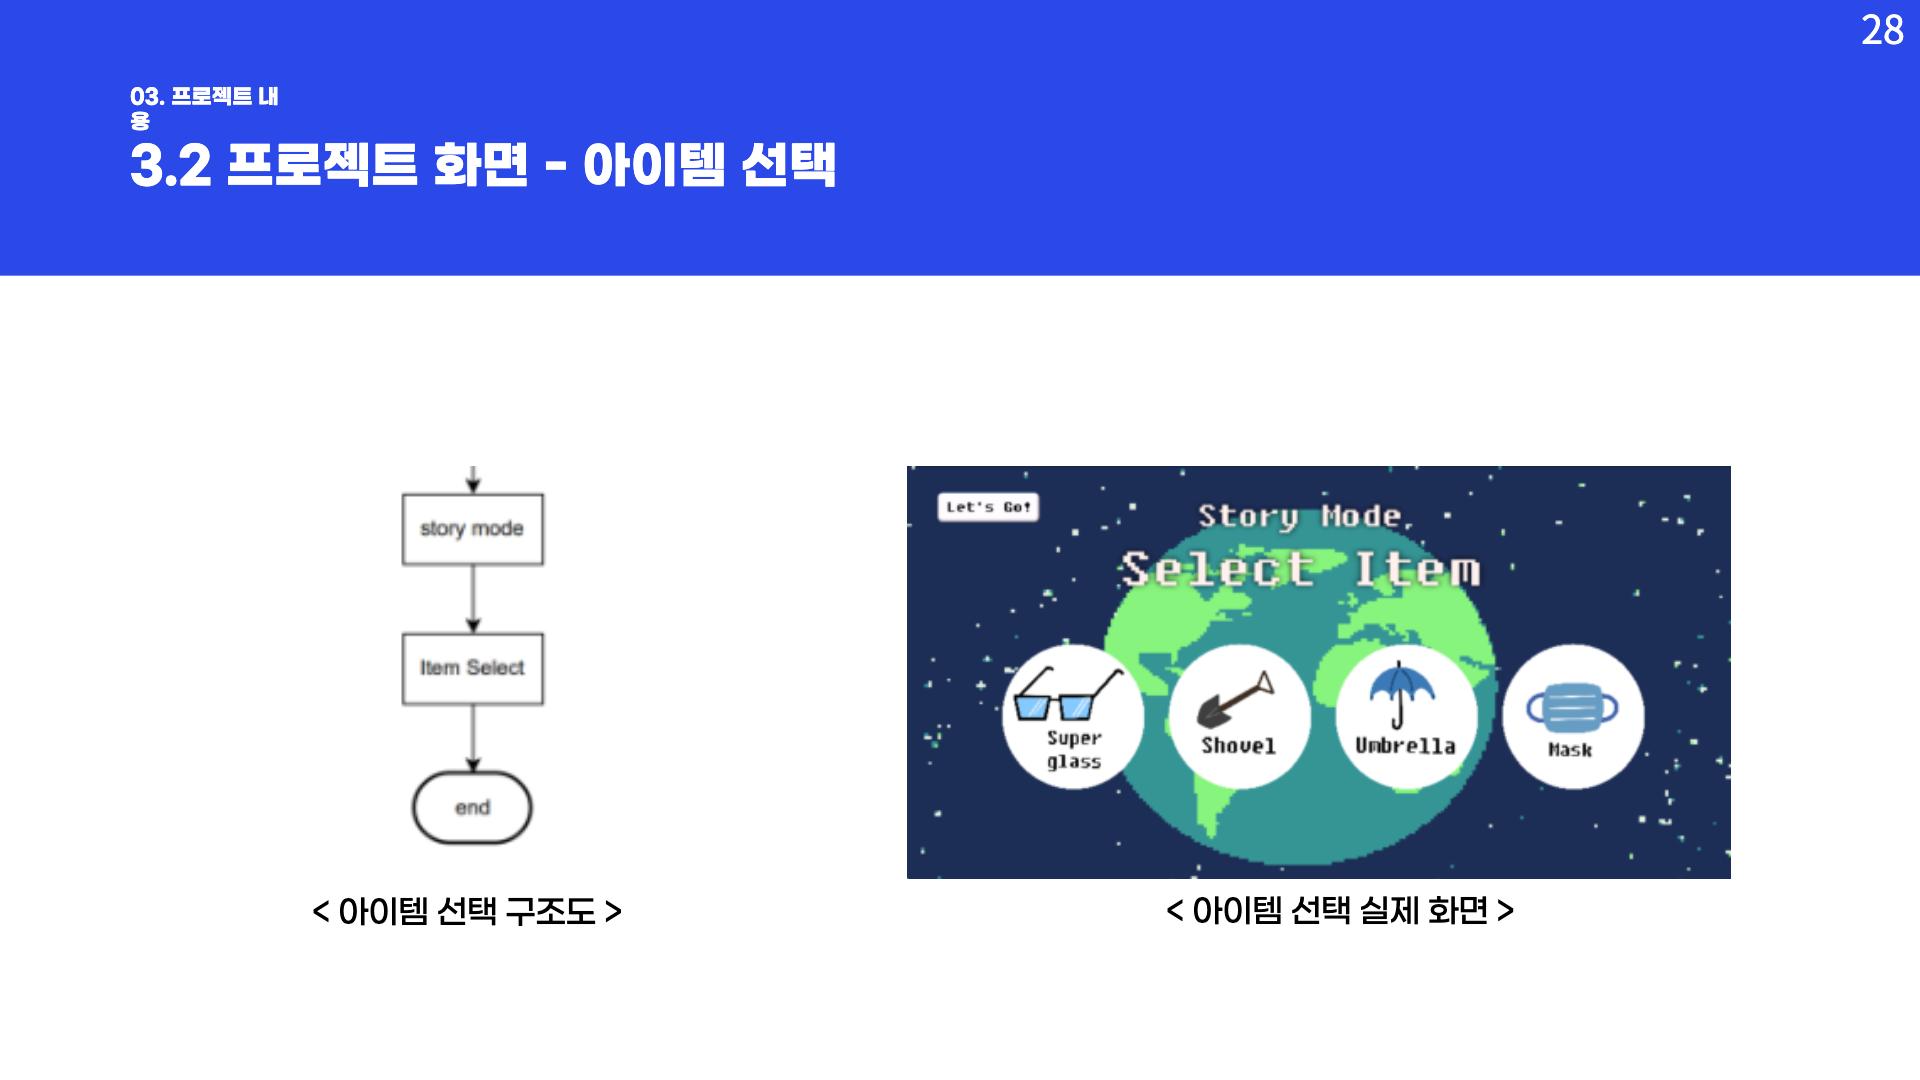 28
03. 프로젝트 내
용
3.2 프로젝트 화면 - 아이템 선택
story mode
Item Select
end
< 아이템 선택 구조도 >
Let's Go!
Story Mode,
Select Item
Super
glass
Shovel
Umbrella
Mask
< 아이템 선택 실제 화면 >